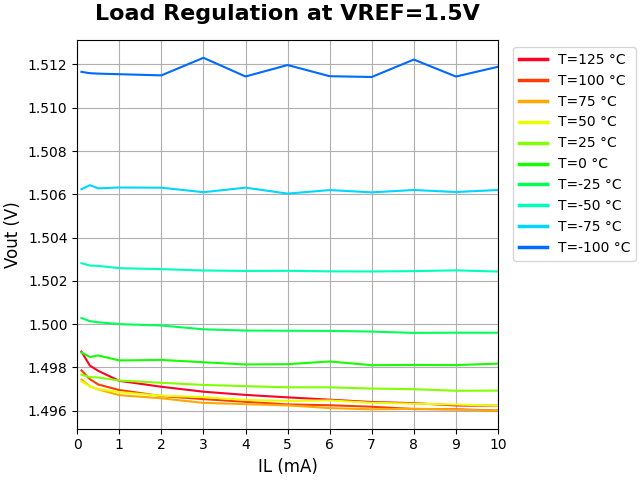 Load Regulation at VREF=1.5V
Vout (V)
1.512
1.510
1.508
1.506
1.504
1.502
1.500
1.498
1.496
0 1 2 3 4 5 6 7 8 9 10
IL (mA)
T=125 °C
T=100 °C
T=75 °C
T=50 °C
T=25 °C
T=0 °C
T=-25 °C
T=-50 °C
T=-75 °C
T=-100 °C